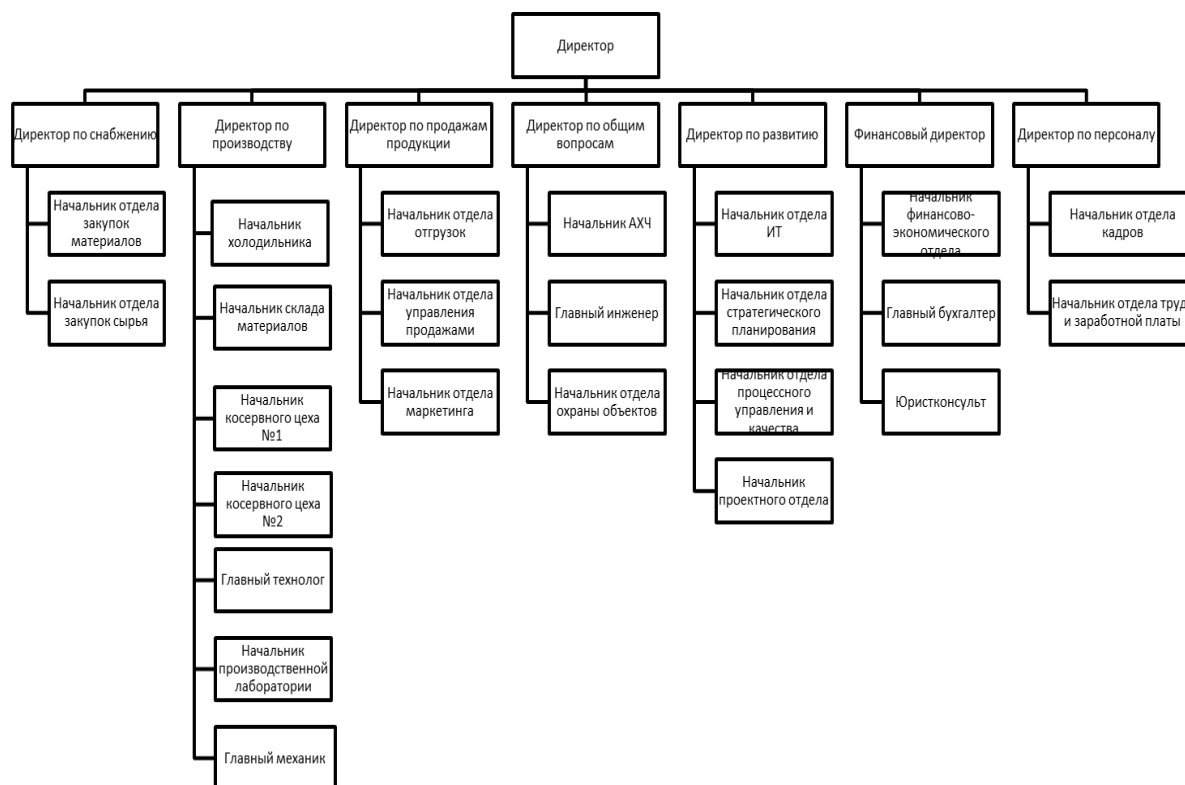 Директор
Директор по снабжению
Директор по
производству
Директор по продажам
продукции
Директор по общим
вопросам
Директор по развитию
Финансовый директор
Директор по персоналу
Начальник отдела
закупок
материалов
Начальник отдела
закупок сырья
Начальник
холодильника
Начальник склада
материалов
Начальник
косервного цеха
№1
Начальник
косервного цеха
№2
Главный технолог
Начальник
производственной
лаборатории
Главный механик
Начальник отдела
отгрузок
Начальник отдела
управления
продажами
Начальник отдела
маркетинга
Начальник АХЧ
Главный инженер
Начальник отдела
охраны объектов
Начальник отдела
ИТ
Начальник отдела
стратегического
планирования
Начальник отдела
процессного
управления и
качества
Начальник
проектного отдела
Начальник
финансово-
экономического
отдела
Главный бухгалтер
Юристконсульт
Начальник отдела
кадров
Начальник отдела труд
и заработной платы